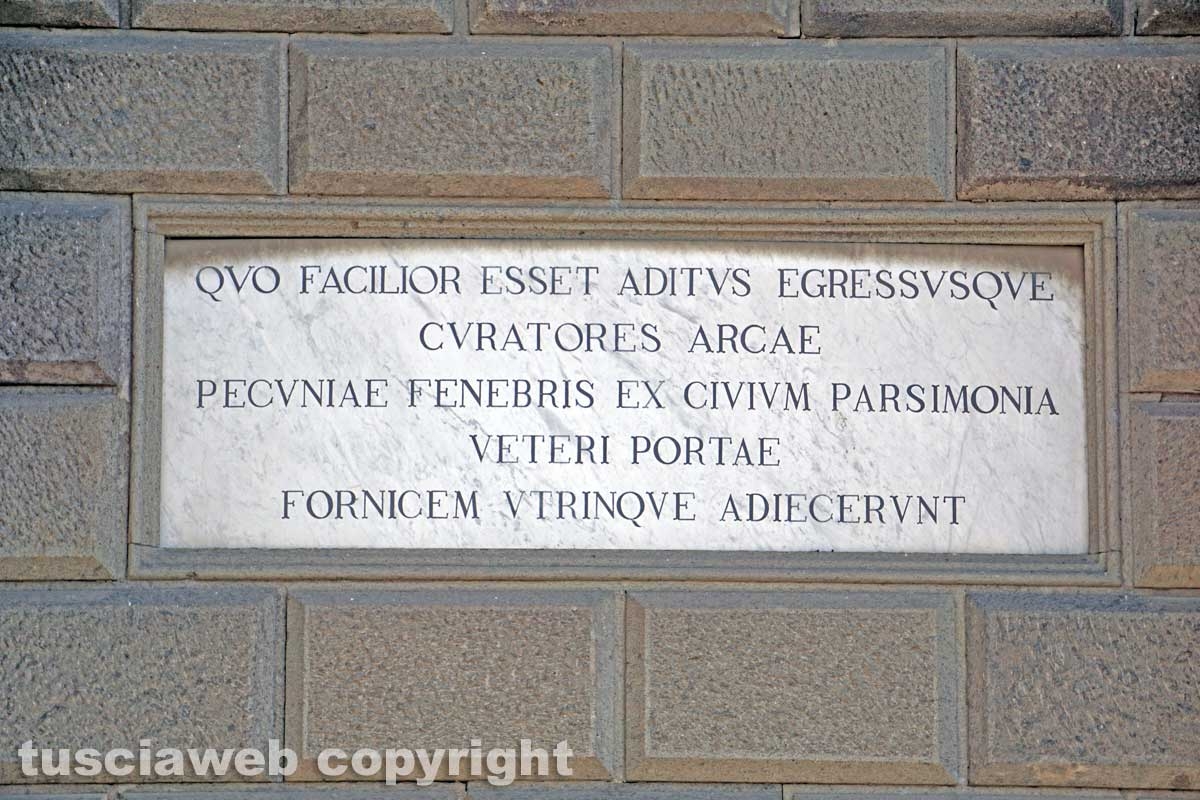 QVO FACILIOR ESSET ADITVS EGRESSVSQVE
CVRATORES ARCAE
PECVNIAE FENEBRIS EX CIVIVM PARSIMONIA
VETERI PORTAE
FORNICEM VTRINQVE ADIECERVNT
tusciaweb copyright ©